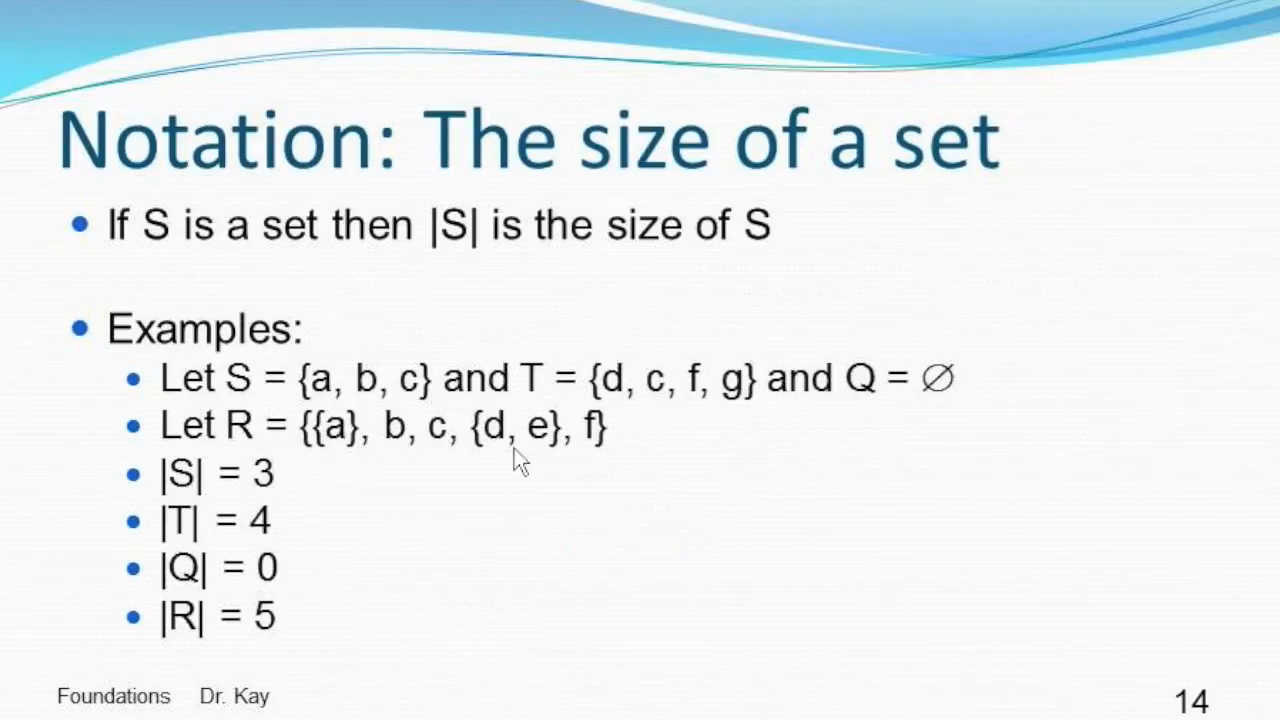 Notation: The size of a set
• If S is a set then |S| is the size of S
• Examples:
• Let S = {a, b, c} and T = {d, c, f, g} and Q = ∅
• Let R = {{a}, b, c, {d, e}, f}
• |S| = 3
• |T| = 4
• |Q| = 0
• |R| = 5
Foundations Dr. Kay
14